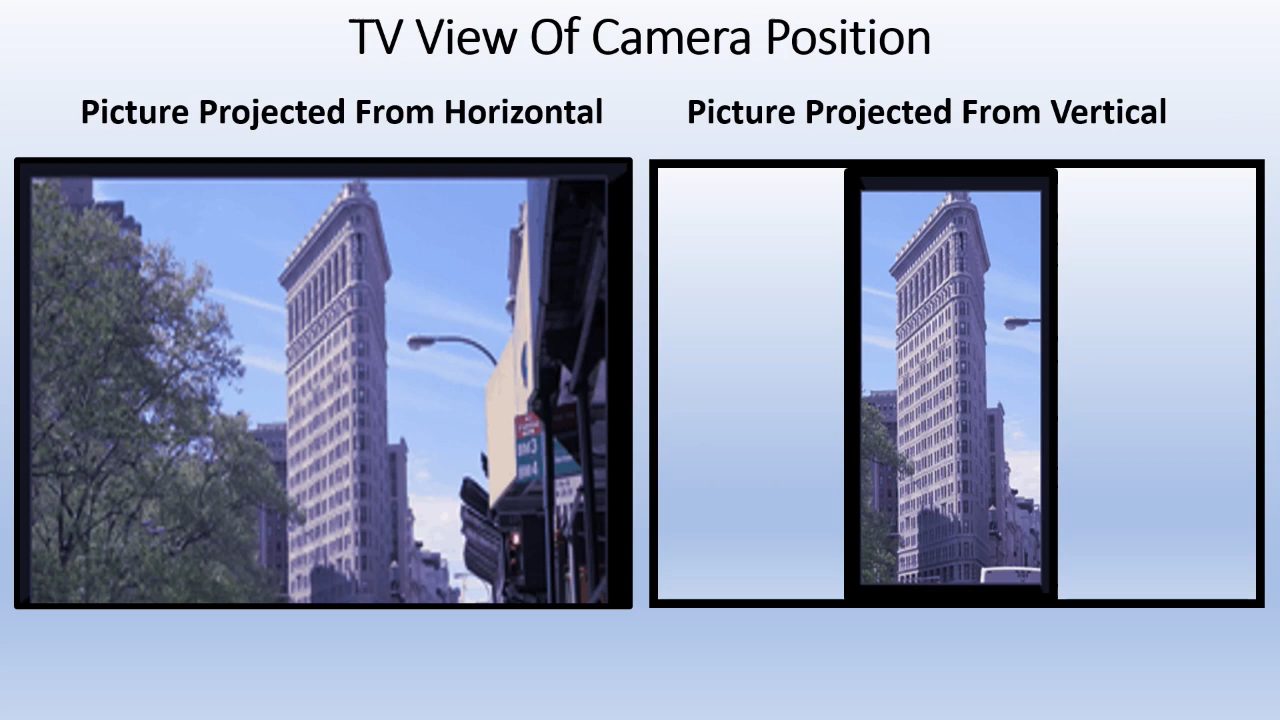 TV View Of Camera Position
Picture Projected From Horizontal
Picture Projected From Vertical